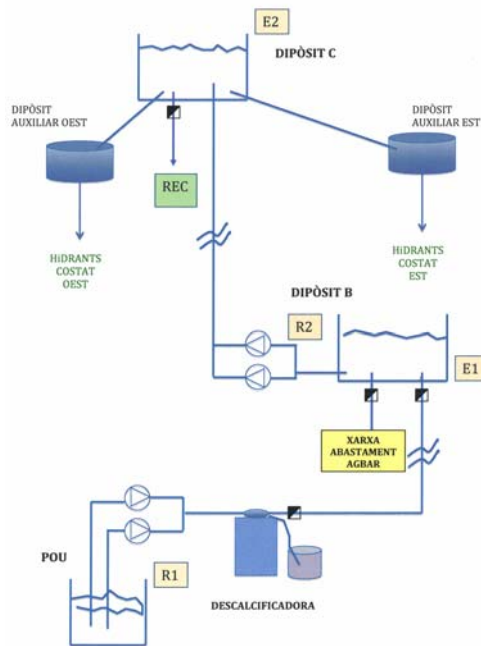 E2
DIPÒSIT C
DIPÒSIT
AUXILIAR OEST
DIPÒSIT
AUXILIAR EST
REC
HiDRANTS
COSTAT
OEST
HiDRANTS
COSTAT
EST
DIPÒSIT B
R2
E1
XARXA
ABASTAMENT
AGBAR
POU
R1
DESCALCIFICADORA